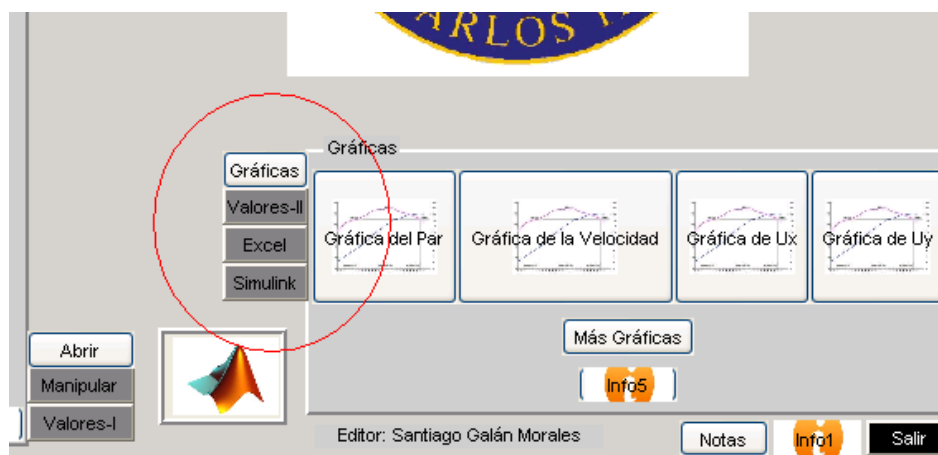 ARLOS II
Gráficas
Gráficas
Valores-II
Excel
Simulink
Gráfica del Par
Gráfica de la Velocidad
Gráfica de Ux
Gráfica de Uy
Más Gráficas
Info5
Abrir
Manipular
Valores-I
Editor: Santiago Galán Morales
Notas
Info1
Salir